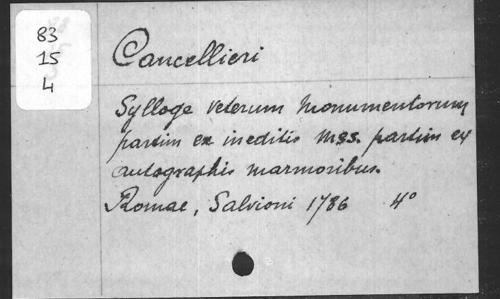 83
15
4
Cancellieri
Sylloge veterum monumentorum
partim ex ineditis mss. partim ex
autographis marmoribus.
Romae, Salvioni 1786 4°